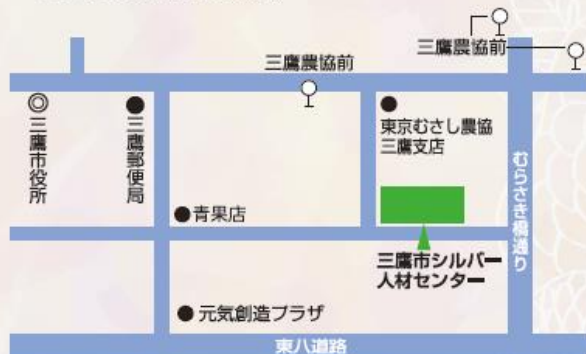 三鷹農協前
三鷹農協前
三鷹市役所
三鷹郵便局
東京むさし農協
三鷹支店
むらさき橋通り
青果店
三鷹市シルバー
人材センター
元気創造プラザ
東八道路